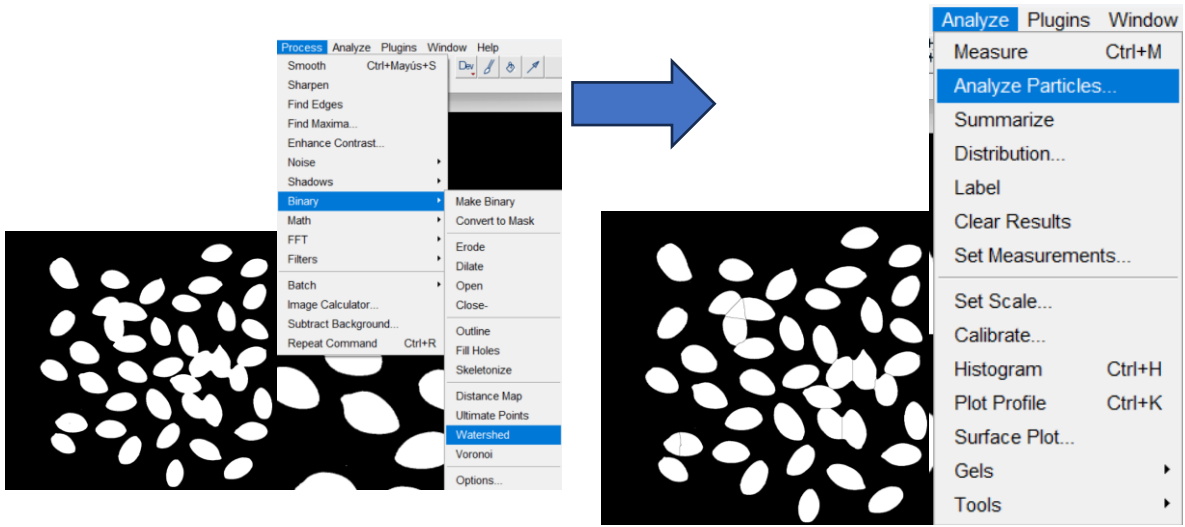 Process Analyze Plugins Window Help
Smooth Ctrl+Mayús+S
Sharpen
Find Edges
Find Maxima...
Enhance Contrast...
Noise
Shadows
Binary
Math
FFT
Filters
Batch
Image Calculator...
Subtract Background...
Repeat Command Ctrl+R
Dev
Make Binary
Convert to Mask
Erode
Dilate
Open
Close-
Outline
Fill Holes
Skeletonize
Distance Map
Ultimate Points
Watershed
Voronoi
Options...
Analyze Plugins Window
Measure Ctrl+M
Analyze Particles...
Summarize
Distribution...
Label
Clear Results
Set Measurements...
Set Scale...
Calibrate...
Histogram Ctrl+H
Plot Profile Ctrl+K
Surface Plot...
Gels
Tools